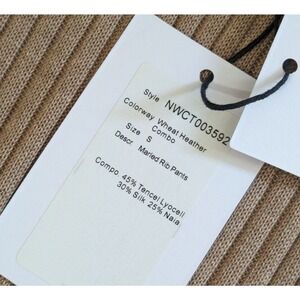 Style NWCT003592
Colorway Wheat Heather
Combo
Size S
Descr. Marled Rib Pants
Compo. 45% Tencel Lyocell
30% Silk 25% Naia